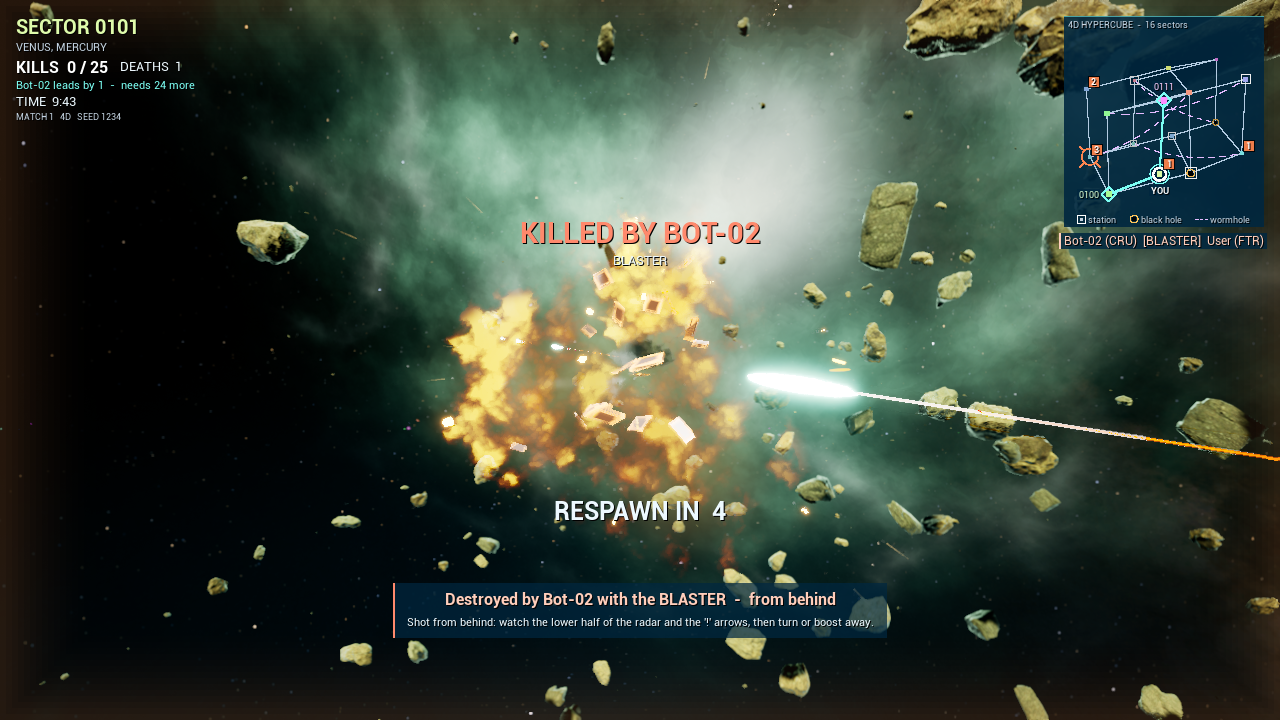 SECTOR 0101
VENUS, MERCURY
KILLS 0 / 25 DEATHS 1
Bot-02 leads by 1 - needs 24 more
TIME 9:43
MATCH 1 4D SEED 1234
4D HYPERCUBE - 16 sectors
2
0111
3
1
1
0100
YOU
station black hole wormhole
Bot-02 (CRU) [BLASTER] User (FTR)
KILLED BY BOT-02
BLASTER
RESPAWN IN 4
Destroyed by Bot-02 with the BLASTER - from behind
Shot from behind: watch the lower half of the radar and the '!' arrows, then turn or boost away.